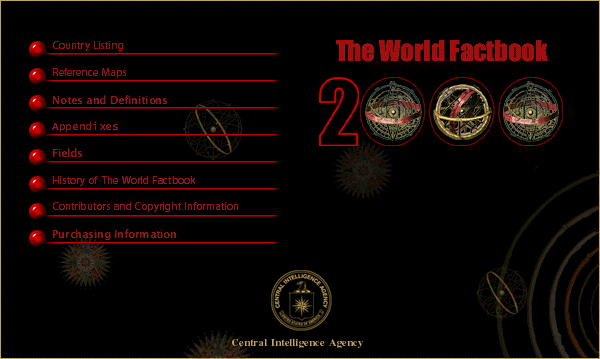 Country Listing
Reference Maps
Notes and Definitions
Appendixes
Fields
History of The World Factbook
Contributors and Copyright Information
Purchasing Information
The World Factbook
2000
CENTRAL INTELLIGENCE AGENCY
UNITED STATES OF AMERICA
Central Intelligence Agency